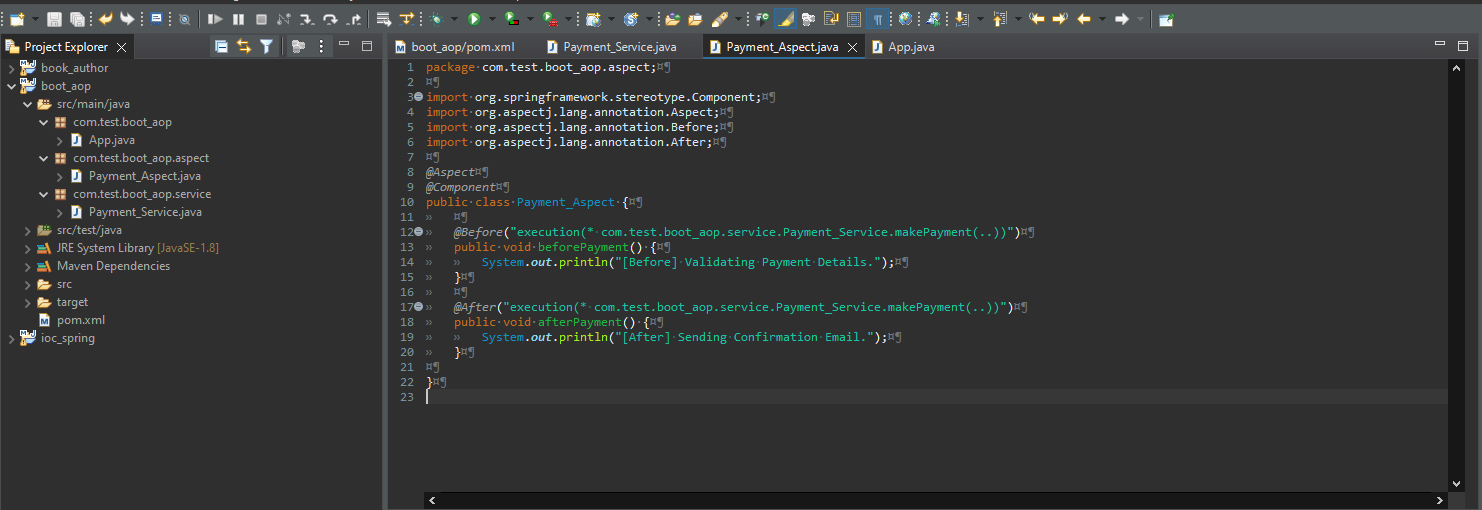 Project Explorer
book_author
boot_aop
src/main/java
com.test.boot_aop
App.java
com.test.boot_aop.aspect
Payment_Aspect.java
com.test.boot_aop.service
Payment_Service.java
src/test/java
JRE System Library [JavaSE-1.8]
Maven Dependencies
src
target
pom.xml
ioc_spring
boot_aop/pom.xml Payment_Service.java Payment_Aspect.java App.java
1 package·com.test.boot_aop.aspect;¤¶
2 ¤¶
3 import·org.springframework.stereotype.Component;¤¶
4 import·org.aspectj.lang.annotation.Aspect;¤¶
5 import·org.aspectj.lang.annotation.Before;¤¶
6 import·org.aspectj.lang.annotation.After;¤¶
7 ¤¶
8 @Aspect¤¶
9 @Component¤¶
10 public·class·Payment_Aspect·{¤¶
11 » ¤¶
12 » @Before("execution(*·com.test.boot_aop.service.Payment_Service.makePayment(..))")¤¶
13 » public·void·beforePayment()·{¤¶
14 » » System.out.println("[Before]·Validating·Payment·Details.");¤¶
15 » }¤¶
16 » ¤¶
17 » @After("execution(*·com.test.boot_aop.service.Payment_Service.makePayment(..))")¤¶
18 » public·void·afterPayment()·{¤¶
19 » » System.out.println("[After]·Sending·Confirmation·Email.");¤¶
20 » }¤¶
21 ¤¶
22 }¤¶
23